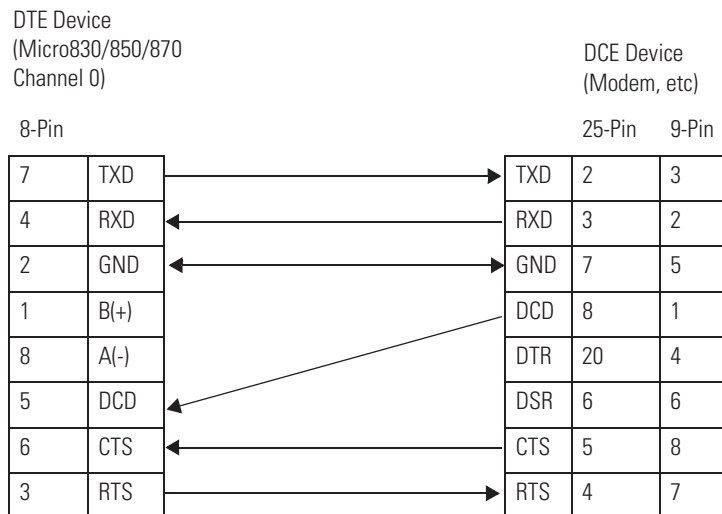 DTE Device
(Micro830/850/870
Channel 0)
DCE Device
(Modem, etc)
8-Pin
25-Pin 9-Pin
7 TXD TXD 2 3
4 RXD RXD 3 2
2 GND GND 7 5
1 B(+) DCD 8 1
8 A(-) DTR 20 4
5 DCD DSR 6 6
6 CTS CTS 5 8
3 RTS RTS 4 7